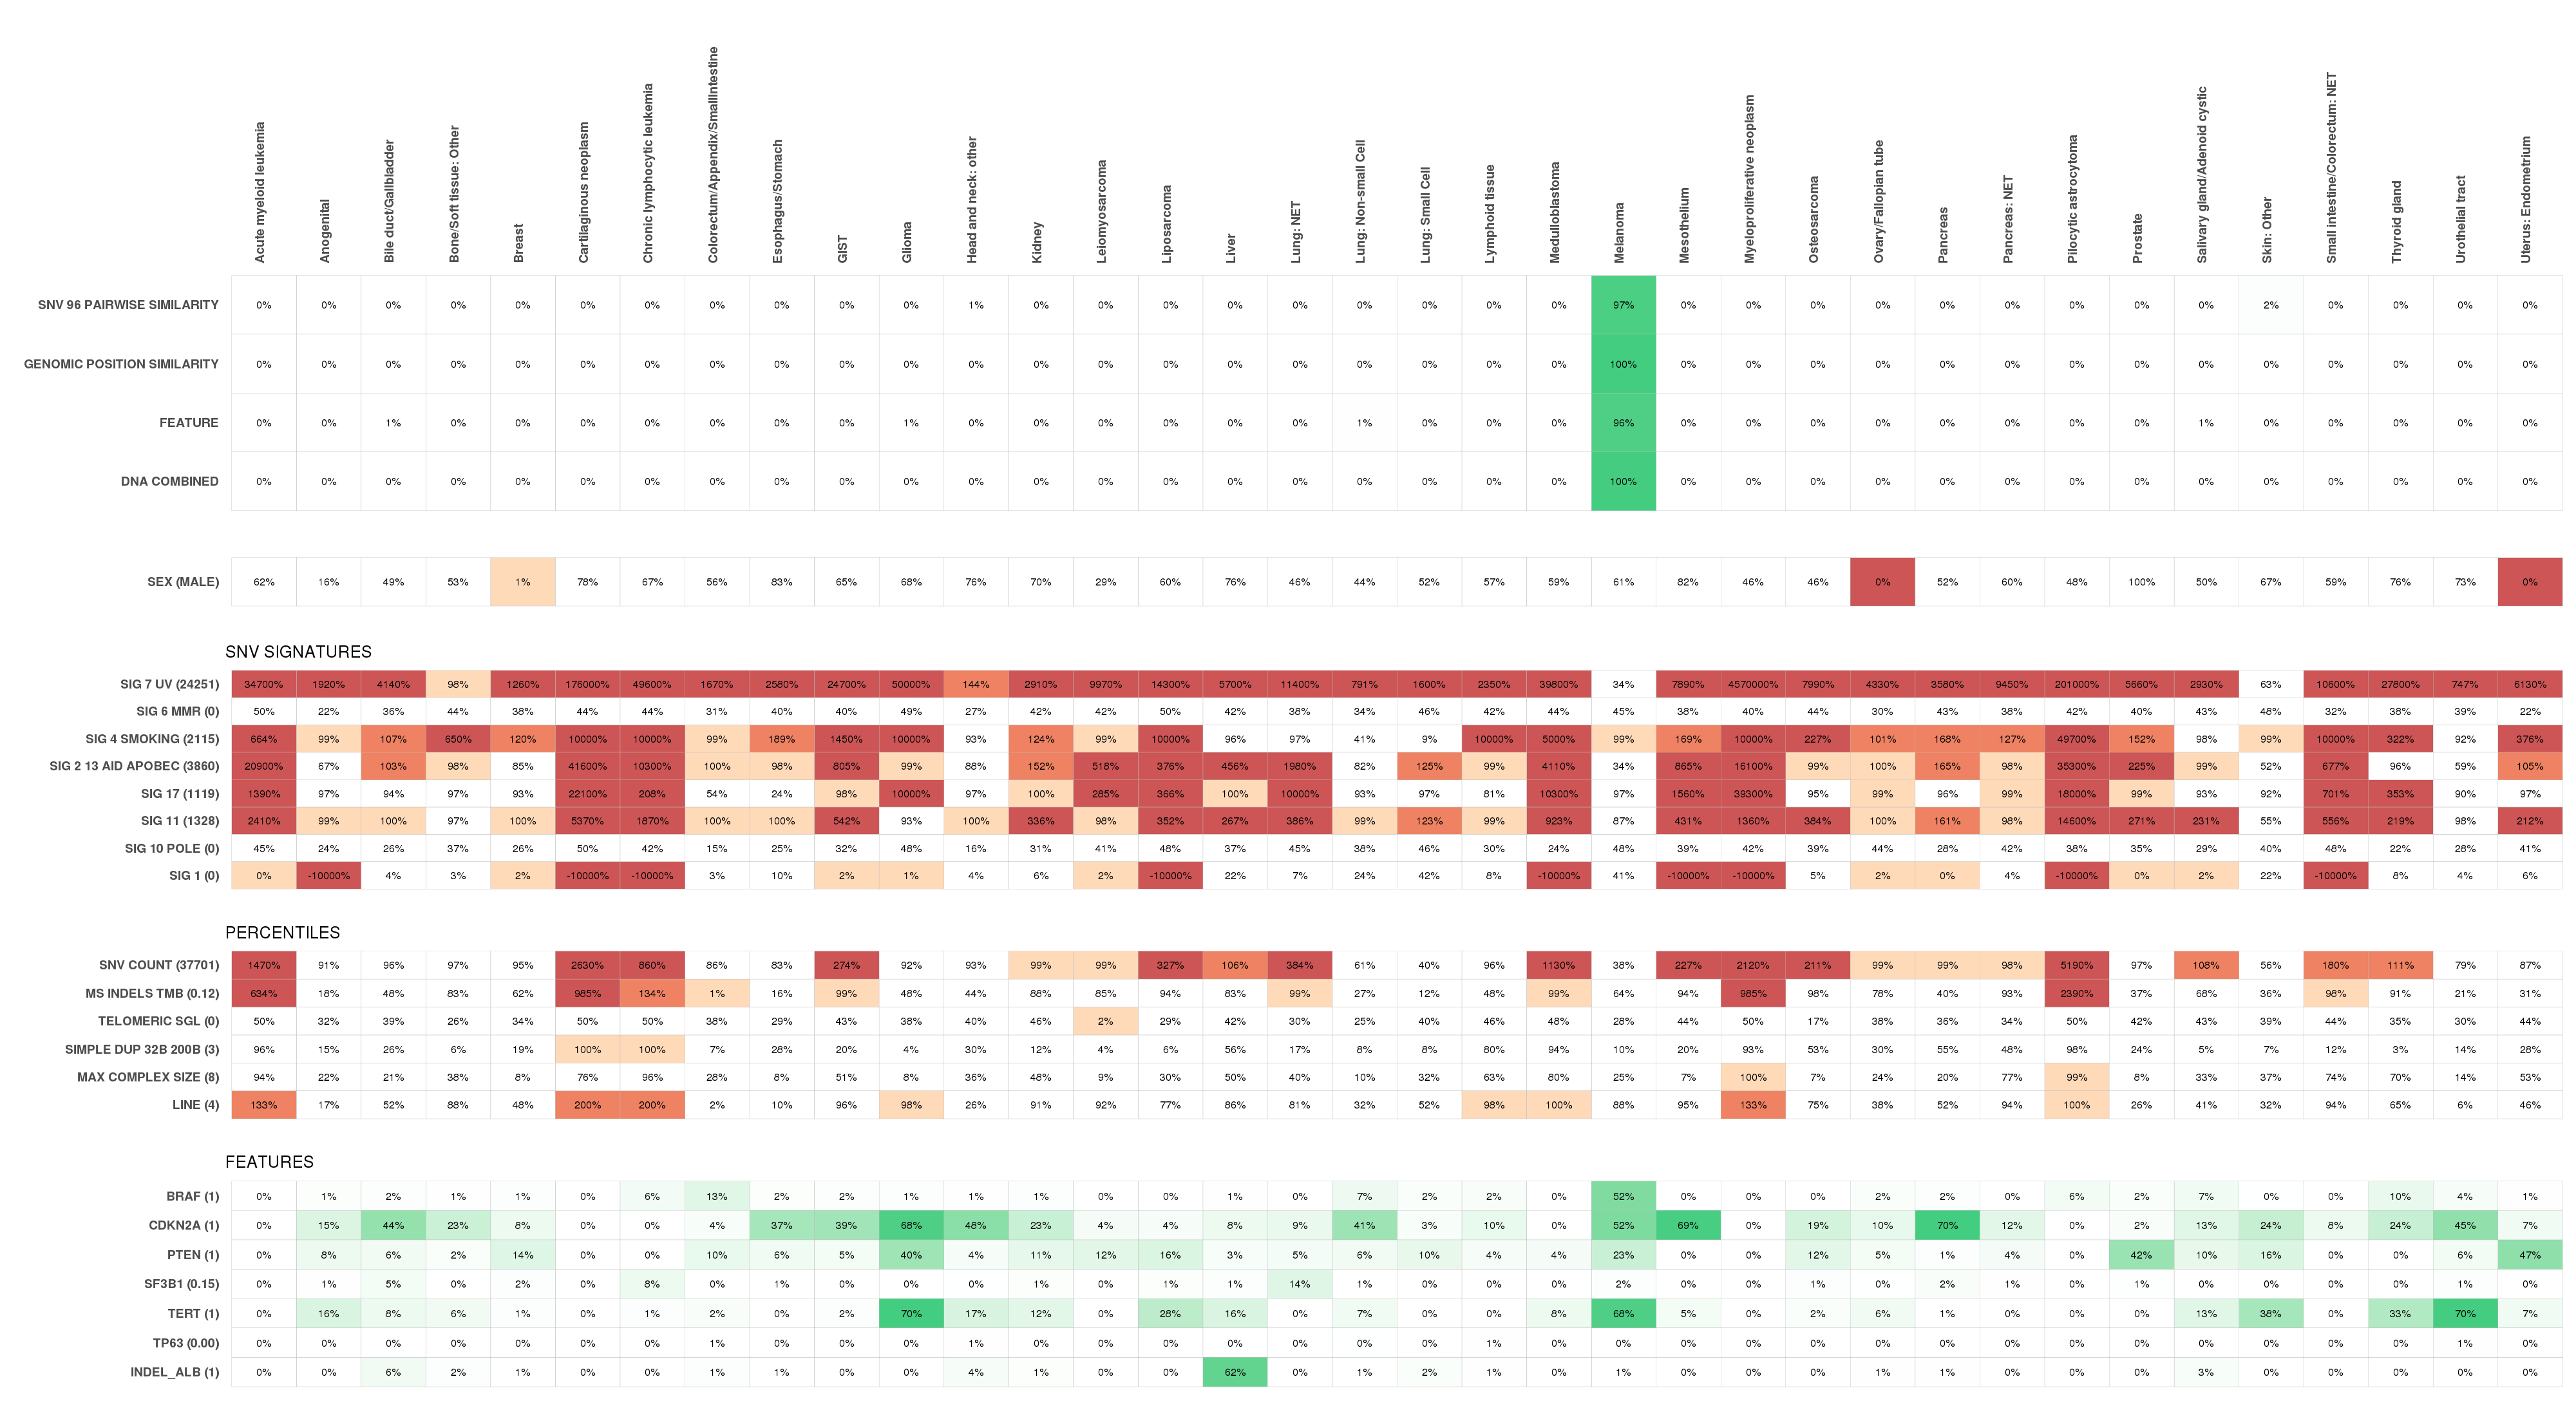 Acute myeloid leukemia
Anogenital
Bile duct/Gallbladder
Bone/Soft tissue: Other
Breast
Cartilaginous neoplasm
Chronic lymphocytic leukemia
Colorectum/Appendix/SmallIntestine
Esophagus/Stomach
GIST
Glioma
Head and neck: other
Kidney
Leiomyosarcoma
Liposarcoma
Liver
Lung: NET
Lung: Non-small Cell
Lung: Small Cell
Lymphoid tissue
Medulloblastoma
Melanoma
Mesothelium
Myeloproliferative neoplasm
Osteosarcoma
Ovary/Fallopian tube
Pancreas
Pancreas: NET
Pilocytic astrocytoma
Prostate
Salivary gland/Adenoid cystic
Skin: Other
Small intestine/Colorectum: NET
Thyroid gland
Urothelial tract
Uterus: Endometrium
SNV 96 PAIRWISE SIMILARITY 0% 0% 0% 0% 0% 0% 0% 0% 0% 0% 0% 1% 0% 0% 0% 0% 0% 0% 0% 0% 0% 97% 0% 0% 0% 0% 0% 0% 0% 0% 0% 2% 0% 0% 0% 0%
GENOMIC POSITION SIMILARITY 0% 0% 0% 0% 0% 0% 0% 0% 0% 0% 0% 0% 0% 0% 0% 0% 0% 0% 0% 0% 0% 100% 0% 0% 0% 0% 0% 0% 0% 0% 0% 0% 0% 0% 0% 0%
FEATURE 0% 0% 1% 0% 0% 0% 0% 0% 0% 0% 1% 0% 0% 0% 0% 0% 0% 1% 0% 0% 0% 96% 0% 0% 0% 0% 0% 0% 0% 0% 1% 0% 0% 0% 0% 0%
DNA COMBINED 0% 0% 0% 0% 0% 0% 0% 0% 0% 0% 0% 0% 0% 0% 0% 0% 0% 0% 0% 0% 0% 100% 0% 0% 0% 0% 0% 0% 0% 0% 0% 0% 0% 0% 0% 0%
SEX (MALE) 62% 16% 49% 53% 1% 78% 67% 56% 83% 65% 68% 76% 70% 29% 60% 76% 46% 44% 52% 57% 59% 61% 82% 46% 46% 0% 52% 60% 48% 100% 50% 67% 59% 76% 73% 0%
SNV SIGNATURES
SIG 7 UV (24251) 34700% 1920% 4140% 98% 1260% 176000% 49600% 1670% 2580% 24700% 50000% 144% 2910% 9970% 14300% 5700% 11400% 791% 1600% 2350% 39800% 34% 7890% 4570000% 7990% 4330% 3580% 9450% 201000% 5660% 2930% 63% 10600% 27800% 747% 6130%
SIG 6 MMR (0) 50% 22% 36% 44% 38% 44% 44% 31% 40% 40% 49% 27% 42% 42% 50% 42% 38% 34% 46% 42% 44% 45% 38% 40% 44% 30% 43% 38% 42% 40% 43% 48% 32% 38% 39% 22%
SIG 4 SMOKING (2115) 664% 99% 107% 650% 120% 10000% 10000% 99% 189% 1450% 10000% 93% 124% 99% 10000% 96% 97% 41% 9% 10000% 5000% 99% 169% 10000% 227% 101% 168% 127% 49700% 152% 98% 99% 10000% 322% 92% 376%
SIG 2 13 AID APOBEC (3860) 20900% 67% 103% 98% 85% 41600% 10300% 100% 98% 805% 99% 88% 152% 518% 376% 456% 1980% 82% 125% 99% 4110% 34% 865% 16100% 99% 100% 165% 98% 35300% 225% 99% 52% 677% 96% 59% 105%
SIG 17 (1119) 1390% 97% 94% 97% 93% 22100% 208% 54% 24% 98% 10000% 97% 100% 285% 366% 100% 10000% 93% 97% 81% 10300% 97% 1560% 39300% 95% 99% 96% 99% 18000% 99% 93% 92% 701% 353% 90% 97%
SIG 11 (1328) 2410% 99% 100% 97% 100% 5370% 1870% 100% 100% 542% 93% 100% 336% 98% 352% 267% 386% 99% 123% 99% 923% 87% 431% 1360% 384% 100% 161% 98% 14600% 271% 231% 55% 556% 219% 98% 212%
SIG 10 POLE (0) 45% 24% 26% 37% 26% 50% 42% 15% 25% 32% 48% 16% 31% 41% 48% 37% 45% 38% 46% 30% 24% 48% 39% 42% 39% 44% 28% 42% 38% 35% 29% 40% 48% 22% 28% 41%
SIG 1 (0) 0% -10000% 4% 3% 2% -10000% -10000% 3% 10% 2% 1% 4% 6% 2% -10000% 22% 7% 24% 42% 8% -10000% 41% -10000% -10000% 5% 2% 0% 4% -10000% 0% 2% 22% -10000% 8% 4% 6%
PERCENTILES
SNV COUNT (37701) 1470% 91% 96% 97% 95% 2630% 860% 86% 83% 274% 92% 93% 99% 99% 327% 106% 384% 61% 40% 96% 1130% 38% 227% 2120% 211% 99% 99% 98% 5190% 97% 108% 56% 180% 111% 79% 87%
MS INDELS TMB (0.12) 634% 18% 48% 83% 62% 985% 134% 1% 16% 99% 48% 44% 88% 85% 94% 83% 99% 27% 12% 48% 99% 64% 94% 985% 98% 78% 40% 93% 2390% 37% 68% 36% 98% 91% 21% 31%
TELOMERIC SGL (0) 50% 32% 39% 26% 34% 50% 50% 38% 29% 43% 38% 40% 46% 2% 29% 42% 30% 25% 40% 46% 48% 28% 44% 50% 17% 38% 36% 34% 50% 42% 43% 39% 44% 35% 30% 44%
SIMPLE DUP 32B 200B (3) 96% 15% 26% 6% 19% 100% 100% 7% 28% 20% 4% 30% 12% 4% 6% 56% 17% 8% 8% 80% 94% 10% 20% 93% 53% 30% 55% 48% 98% 24% 5% 7% 12% 3% 14% 28%
MAX COMPLEX SIZE (8) 94% 22% 21% 38% 8% 76% 96% 28% 8% 51% 8% 36% 48% 9% 30% 50% 40% 10% 32% 63% 80% 25% 7% 100% 7% 24% 20% 77% 99% 8% 33% 37% 74% 70% 14% 53%
LINE (4) 133% 17% 52% 88% 48% 200% 200% 2% 10% 96% 98% 26% 91% 92% 77% 86% 81% 32% 52% 98% 100% 88% 95% 133% 75% 38% 52% 94% 100% 26% 41% 32% 94% 65% 6% 46%
FEATURES
BRAF (1) 0% 1% 2% 1% 1% 0% 6% 13% 2% 2% 1% 1% 1% 0% 0% 1% 0% 7% 2% 2% 0% 52% 0% 0% 0% 2% 2% 0% 6% 2% 7% 0% 0% 10% 4% 1%
CDKN2A (1) 0% 15% 44% 23% 8% 0% 0% 4% 37% 39% 68% 48% 23% 4% 4% 8% 9% 41% 3% 10% 0% 52% 69% 0% 19% 10% 70% 12% 0% 2% 13% 24% 8% 24% 45% 7%
PTEN (1) 0% 8% 6% 2% 14% 0% 0% 10% 6% 5% 40% 4% 11% 12% 16% 3% 5% 6% 10% 4% 4% 23% 0% 0% 12% 5% 1% 4% 0% 42% 10% 16% 0% 0% 6% 47%
SF3B1 (0.15) 0% 1% 5% 0% 2% 0% 8% 0% 1% 0% 0% 0% 1% 0% 1% 1% 14% 1% 0% 0% 0% 2% 0% 0% 1% 0% 2% 1% 0% 1% 0% 0% 0% 0% 1% 0%
TERT (1) 0% 16% 8% 6% 1% 0% 1% 2% 0% 2% 70% 17% 12% 0% 28% 16% 0% 7% 0% 0% 8% 68% 5% 0% 2% 6% 1% 0% 0% 0% 13% 38% 0% 33% 70% 7%
TP63 (0.00) 0% 0% 0% 0% 0% 0% 0% 1% 0% 0% 0% 1% 0% 0% 0% 0% 0% 0% 0% 1% 0% 0% 0% 0% 0% 0% 0% 0% 0% 0% 0% 0% 0% 0% 1% 0%
INDEL_ALB (1) 0% 0% 6% 2% 1% 0% 0% 1% 1% 0% 0% 4% 1% 0% 0% 62% 0% 1% 2% 1% 0% 1% 0% 0% 0% 1% 1% 0% 0% 0% 3% 0% 0% 0% 0% 0%